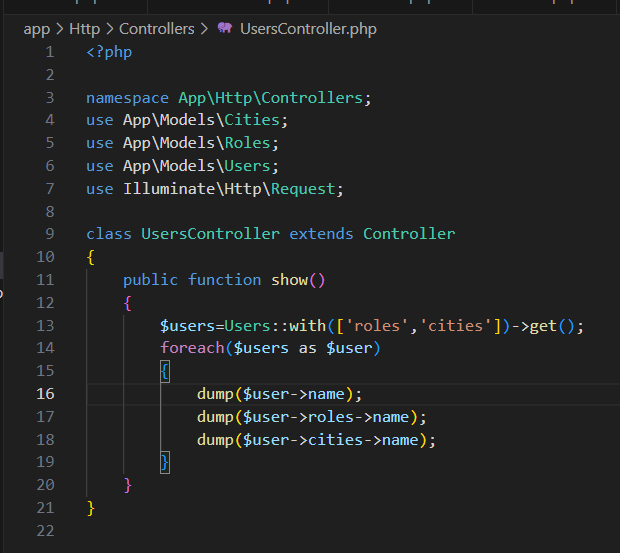 app > Http > Controllers > UsersController.php
1 <?php
2
3 namespace App\Http\Controllers;
4 use App\Models\Cities;
5 use App\Models\Roles;
6 use App\Models\Users;
7 use Illuminate\Http\Request;
8
9 class UsersController extends Controller
10 {
11     public function show()
12     {
13         $users=Users::with(['roles','cities'])->get();
14         foreach($users as $user)
15         {
16             dump($user->name);
17             dump($user->roles->name);
18             dump($user->cities->name);
19         }
20     }
21 }
22